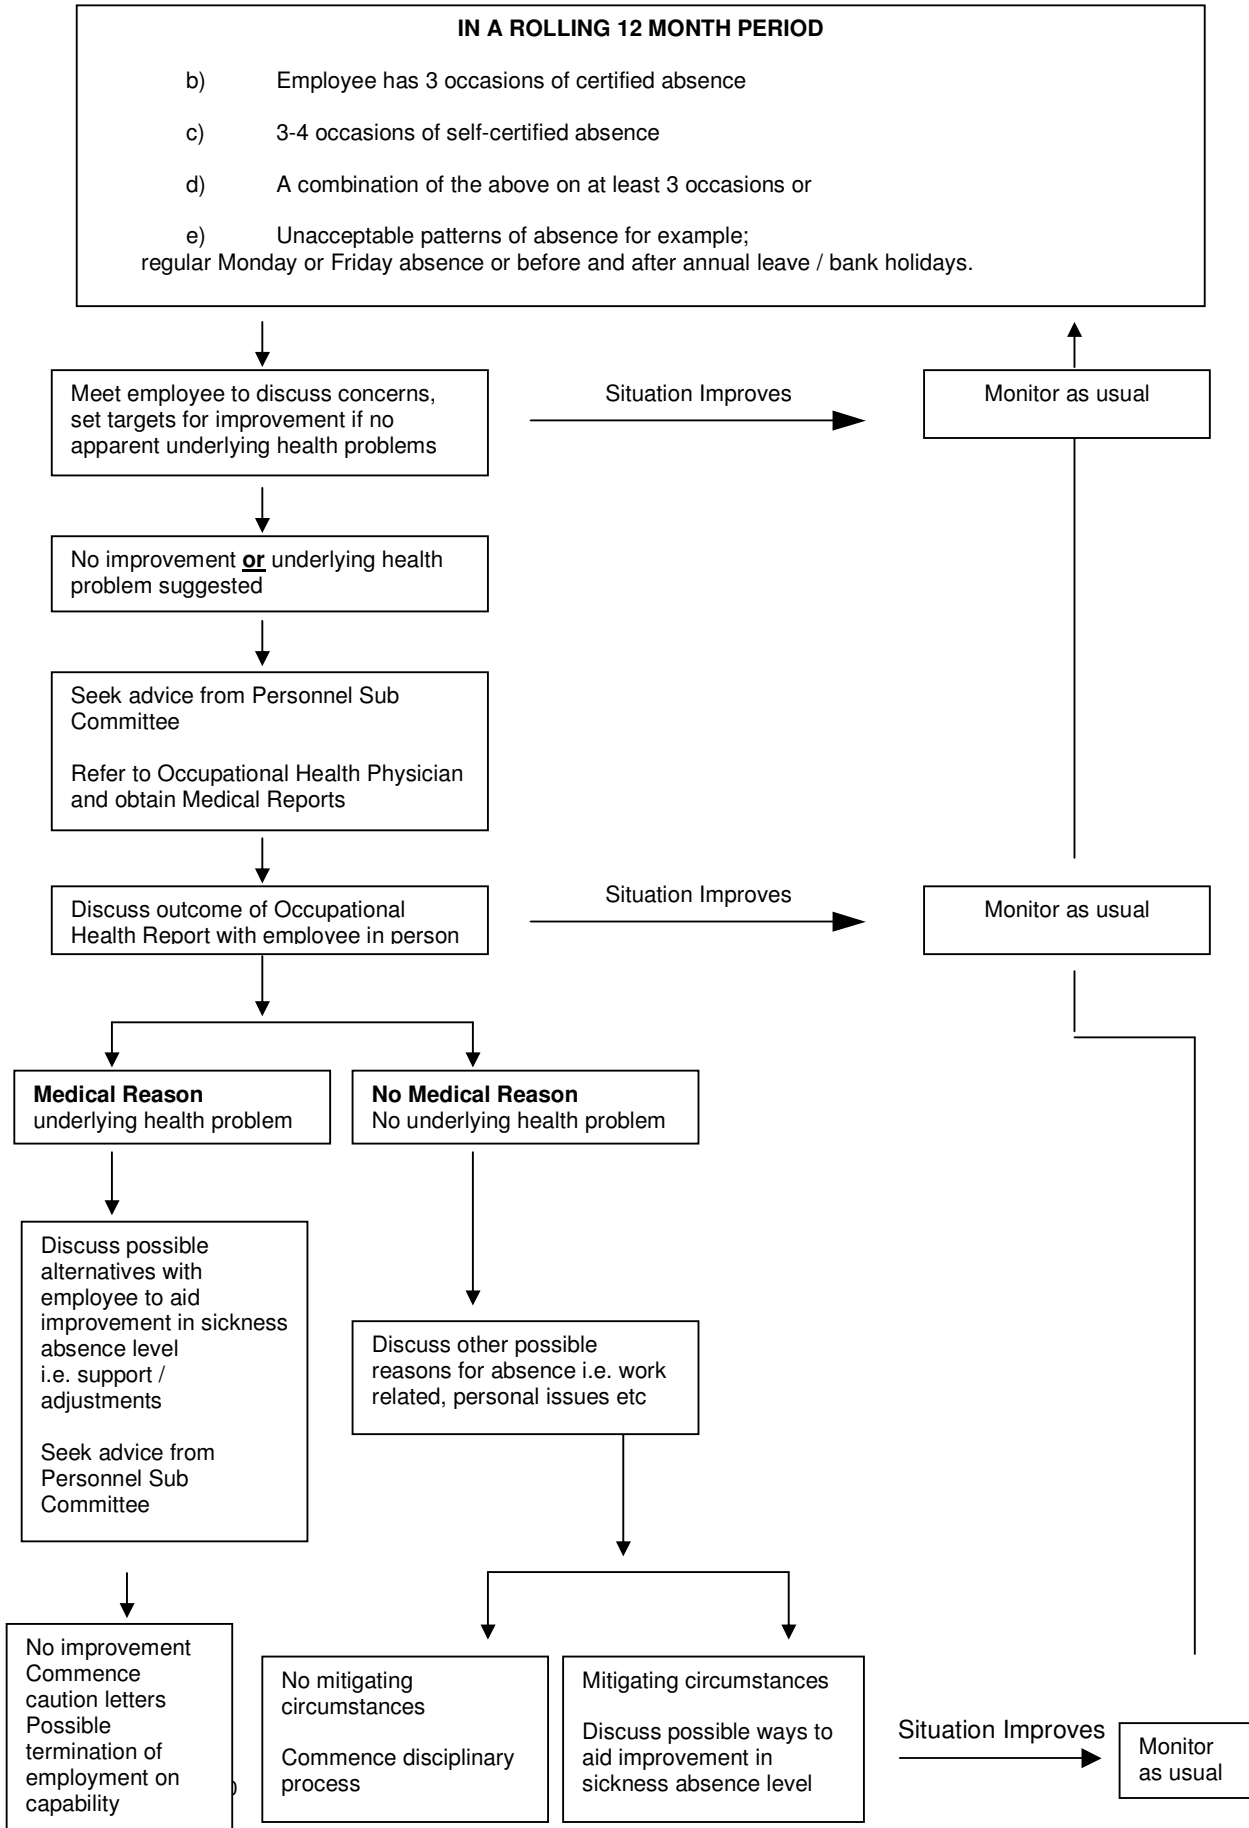 IN A ROLLING 12 MONTH PERIOD
b) Employee has 3 occasions of certified absence
c) 3-4 occasions of self-certified absence
d) A combination of the above on at least 3 occasions or
e) Unacceptable patterns of absence for example;
regular Monday or Friday absence or before and after annual leave / bank holidays.
Meet employee to discuss concerns,
set targets for improvement if no
apparent underlying health problems
Situation Improves
Monitor as usual
No improvement or underlying health
problem suggested
Seek advice from Personnel Sub
Committee
Refer to Occupational Health Physician
and obtain Medical Reports
Discuss outcome of Occupational
Health Report with employee in person
Situation Improves
Monitor as usual
Medical Reason
underlying health problem
No Medical Reason
No underlying health problem
Discuss possible
alternatives with
employee to aid
improvement in sickness
absence level
i.e. support /
adjustments
Seek advice from
Personnel Sub
Committee
Discuss other possible
reasons for absence i.e. work
related, personal issues etc
No improvement
Commence
caution letters
Possible
termination of
employment on
capability
No mitigating
circumstances
Commence disciplinary
process
Mitigating circumstances
Discuss possible ways to
aid improvement in
sickness absence level
Situation Improves
Monitor
as usual